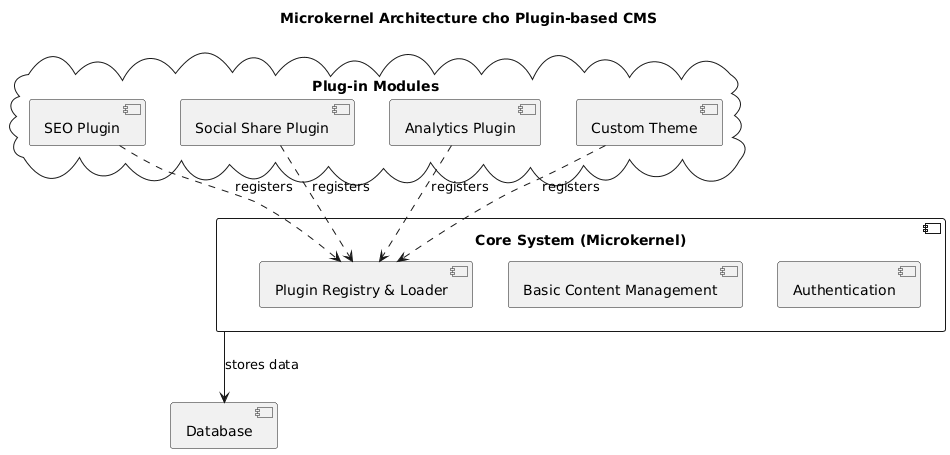 Microkernel Architecture cho Plugin-based CMS
Plug-in Modules
SEO Plugin
Social Share Plugin
Analytics Plugin
Custom Theme
registers
registers
registers
registers
Core System (Microkernel)
Plugin Registry & Loader
Basic Content Management
Authentication
stores data
Database